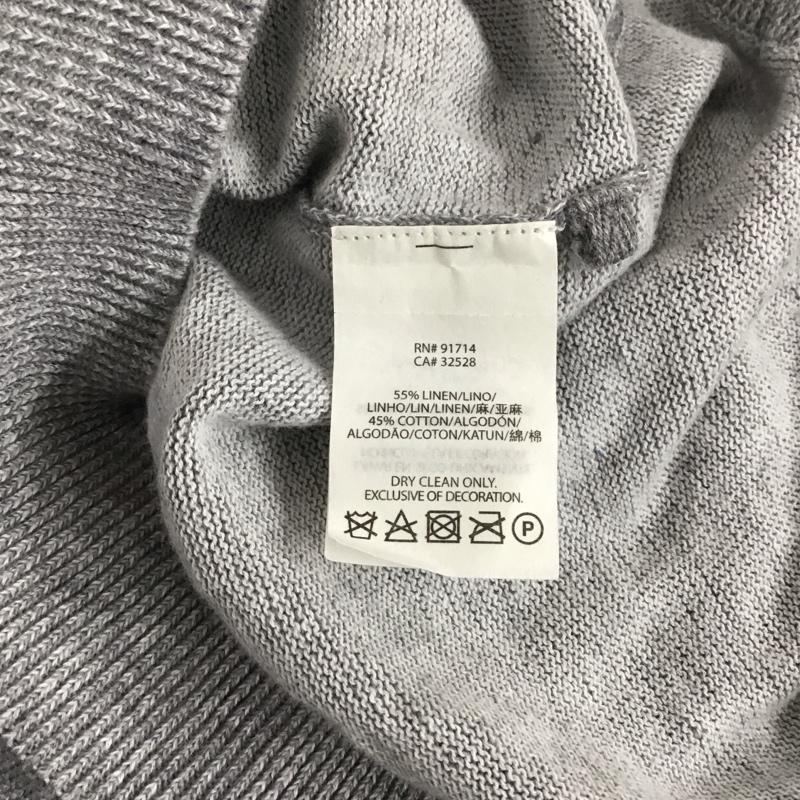 RN# 91714
CA# 32528
55% LINEN/LINO/
LINHO/LIN/LINEN/麻/亚麻
45% COTTON/ALGODÓN/
ALGODÃO/COTON/KATUN/綿/棉
DRY CLEAN ONLY.
EXCLUSIVE OF DECORATION.
P